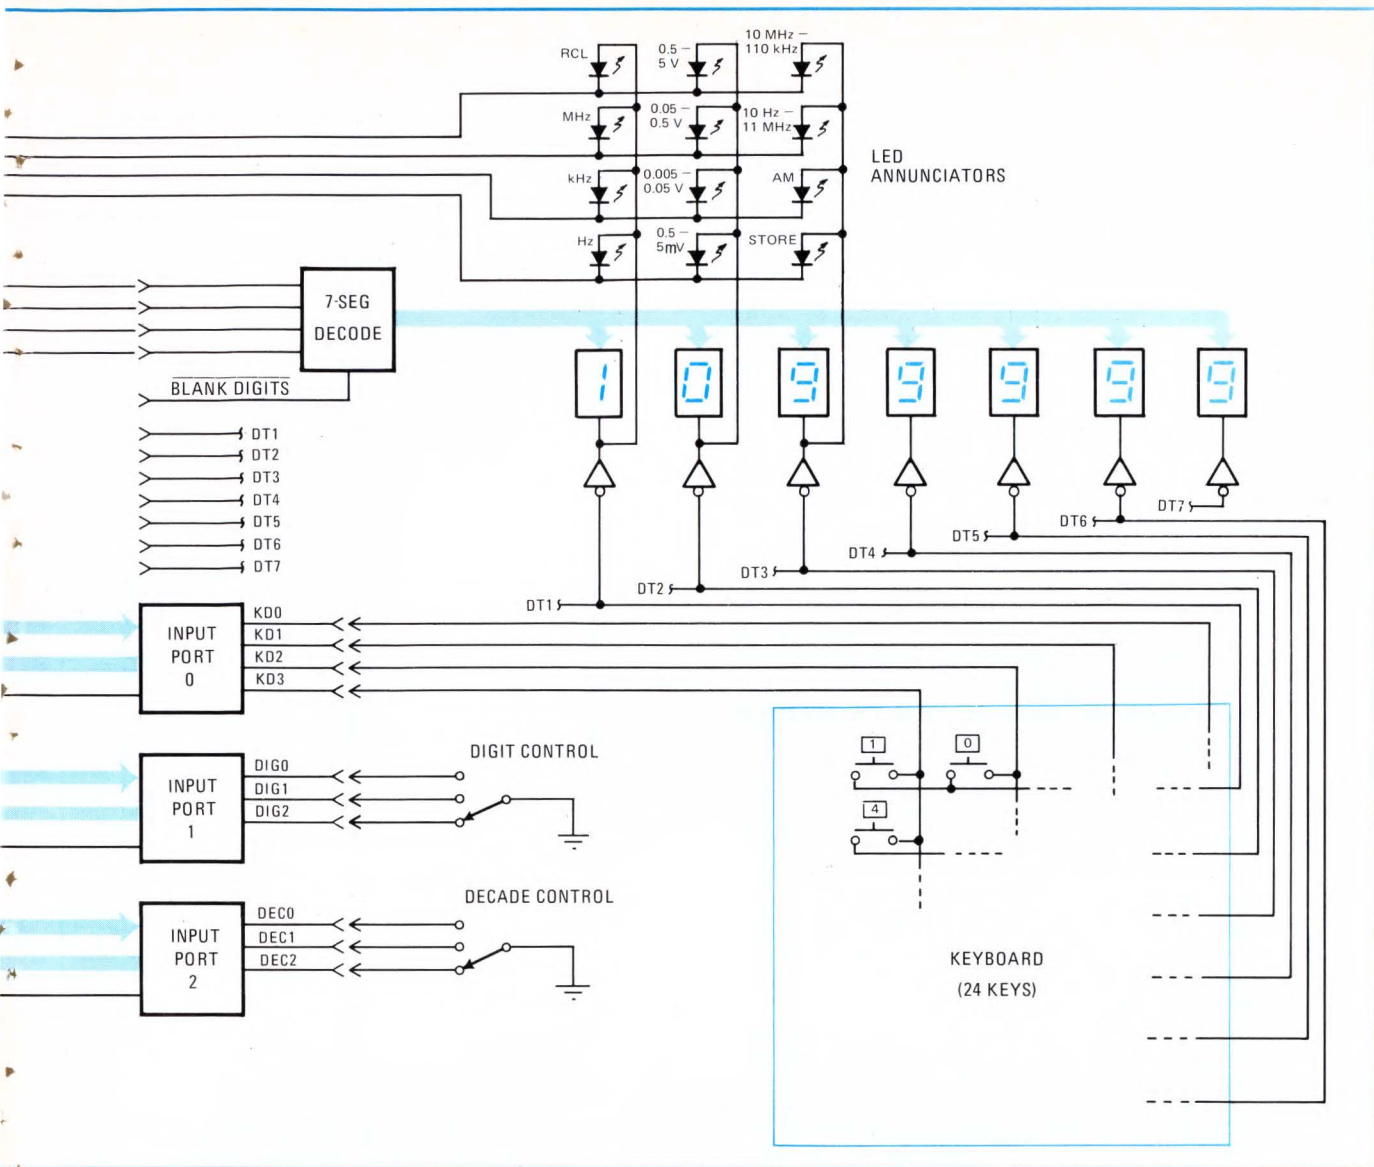 RCL
0.5 –
5 V
10 MHz –
110 kHz
MHz
0.05 –
0.5 V
10 Hz –
11 MHz
kHz
0.005 –
0.05 V
AM
Hz
0.5 –
5mV
STORE
LED
ANNUNCIATORS
7-SEG
DECODE
BLANK DIGITS
1 0 9 9 9 9 9
DT1
DT2
DT3
DT4
DT5
DT6
DT7
DT7
DT6
DT5
DT4
DT3
DT2
DT1
INPUT
PORT
0
KD0
KD1
KD2
KD3
INPUT
PORT
1
DIG0
DIG1
DIG2
DIGIT CONTROL
INPUT
PORT
2
DEC0
DEC1
DEC2
DECADE CONTROL
1
0
4
KEYBOARD
(24 KEYS)